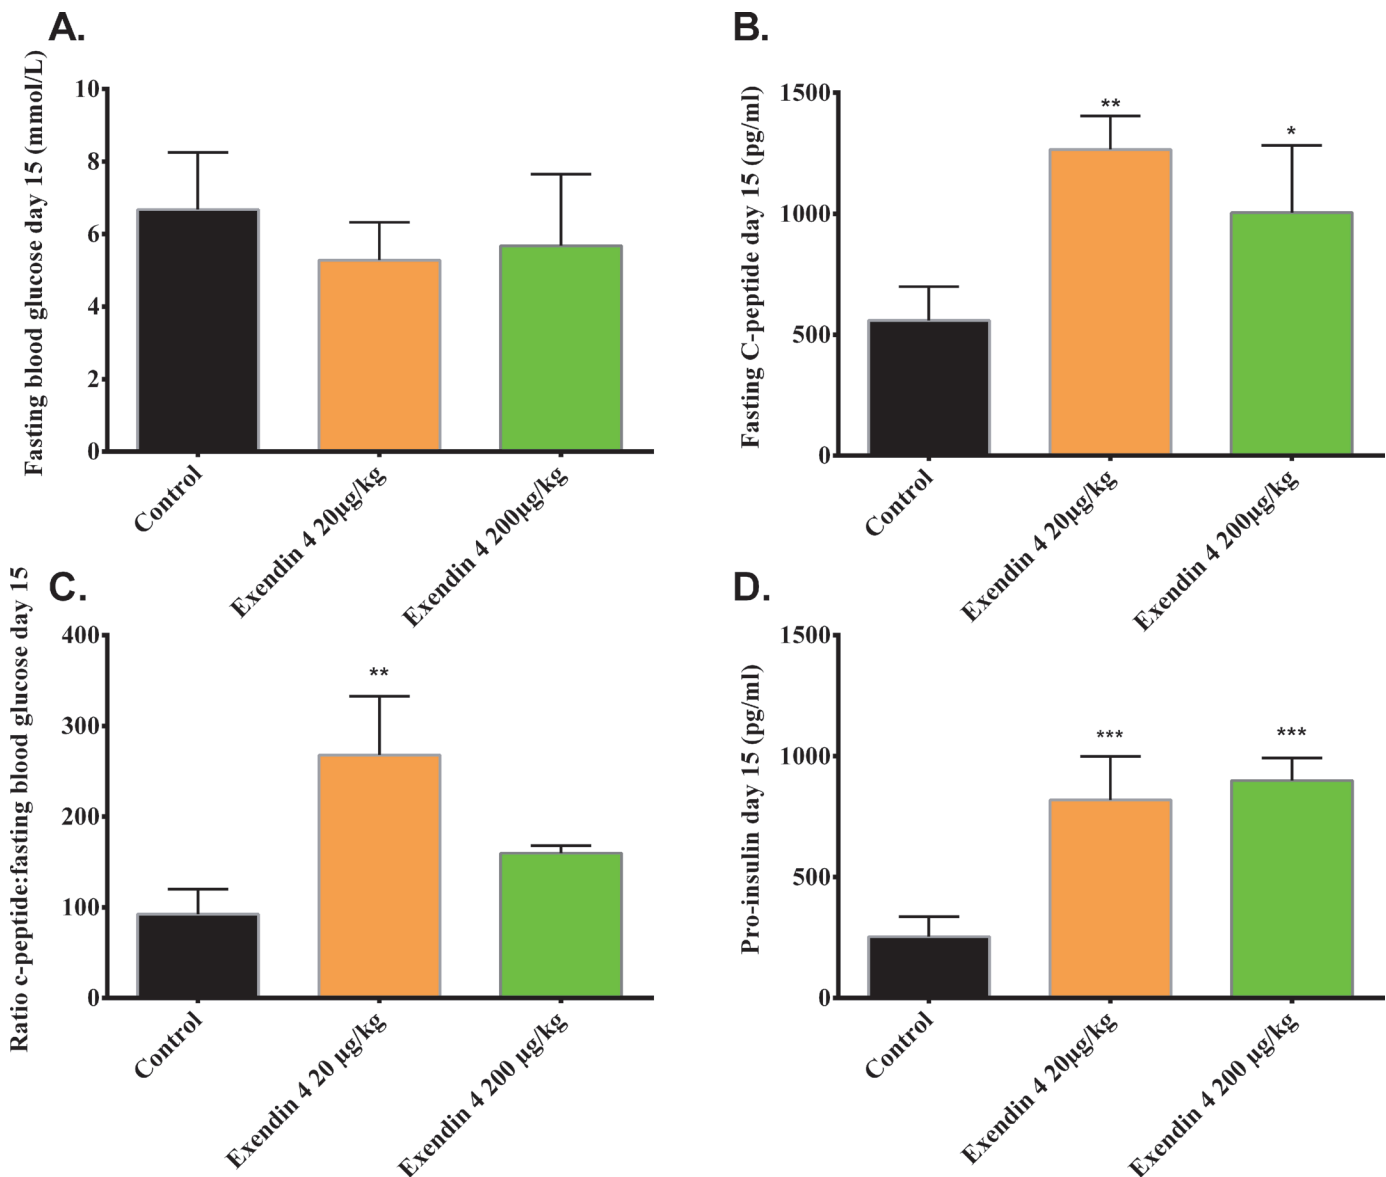 A.
Fasting blood glucose day 15 (mmol/L)
10
8
6
4
2
0
Control
Exendin 4 20µg/kg
Exendin 4 200µg/kg
B.
Fasting C-peptide day 15 (pg/ml)
1500
1000
500
0
**
*
Control
Exendin 4 20µg/kg
Exendin 4 200µg/kg
C.
Ratio c-peptide:fasting blood glucose day 15
400
300
200
100
0
**
Control
Exendin 4 20 µg/kg
Exendin 4 200 µg/kg
D.
Pro-insulin day 15 (pg/ml)
1500
1000
500
0
***
***
Control
Exendin 4 20µg/kg
Exendin 4 200 µg/kg